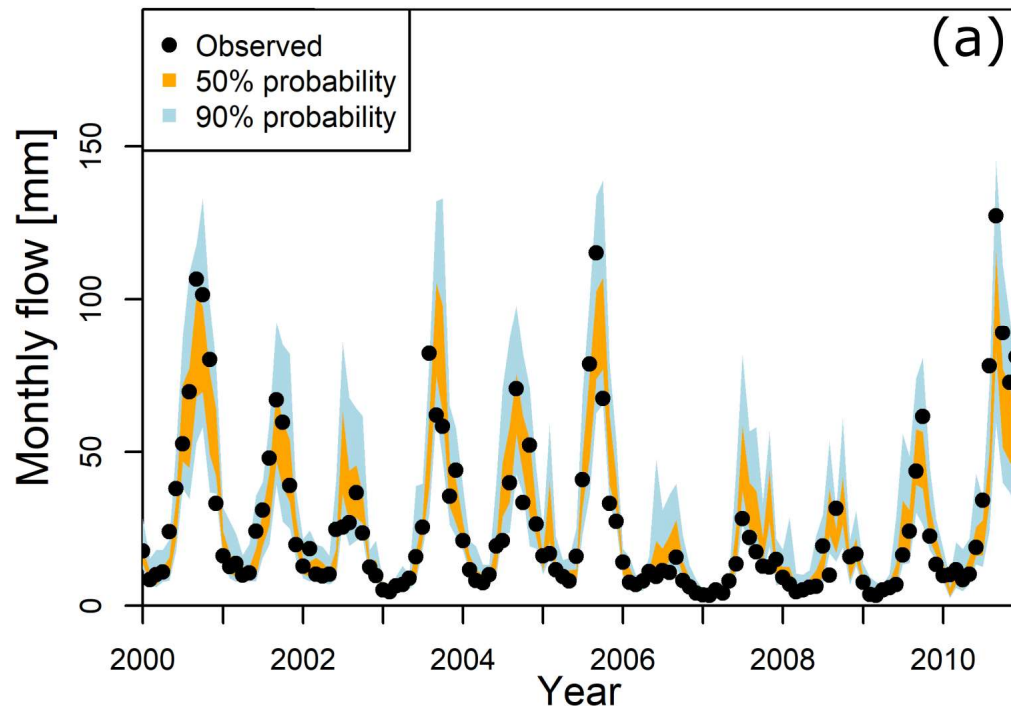 (a)
Observed
50% probability
90% probability
Monthly flow [mm]
150
100
50
0
2000 2002 2004 2006 2008 2010
Year